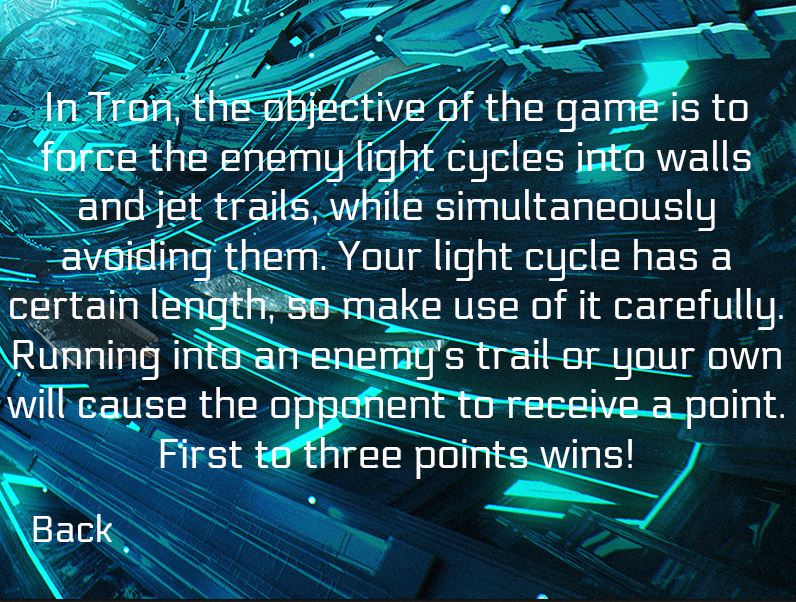 In Tron, the objective of the game is to
force the enemy light cycles into walls
and jet trails, while simultaneously
avoiding them. Your light cycle has a
certain length, so make use of it carefully.
Running into an enemy's trail or your own
will cause the opponent to receive a point.
First to three points wins!
Back